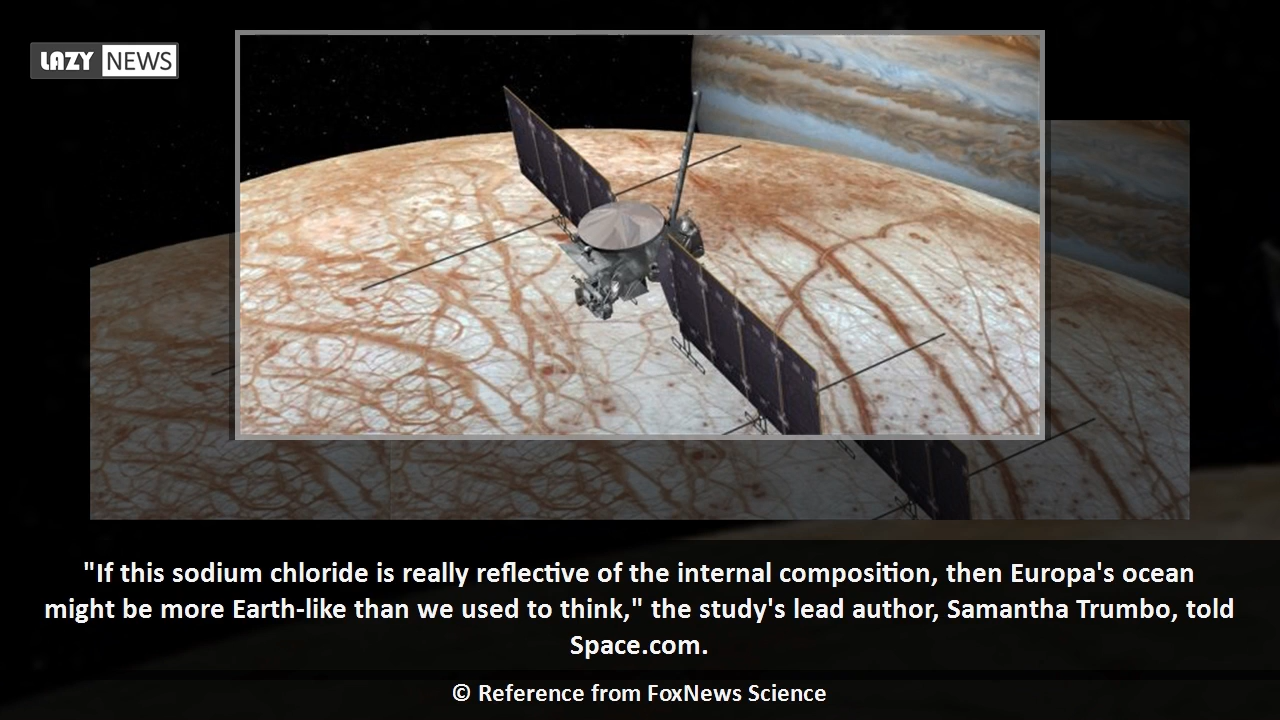 LAZY NEWS
"If this sodium chloride is really reflective of the internal composition, then Europa's ocean
might be more Earth-like than we used to think," the study's lead author, Samantha Trumbo, told
Space.com.
© Reference from FoxNews Science